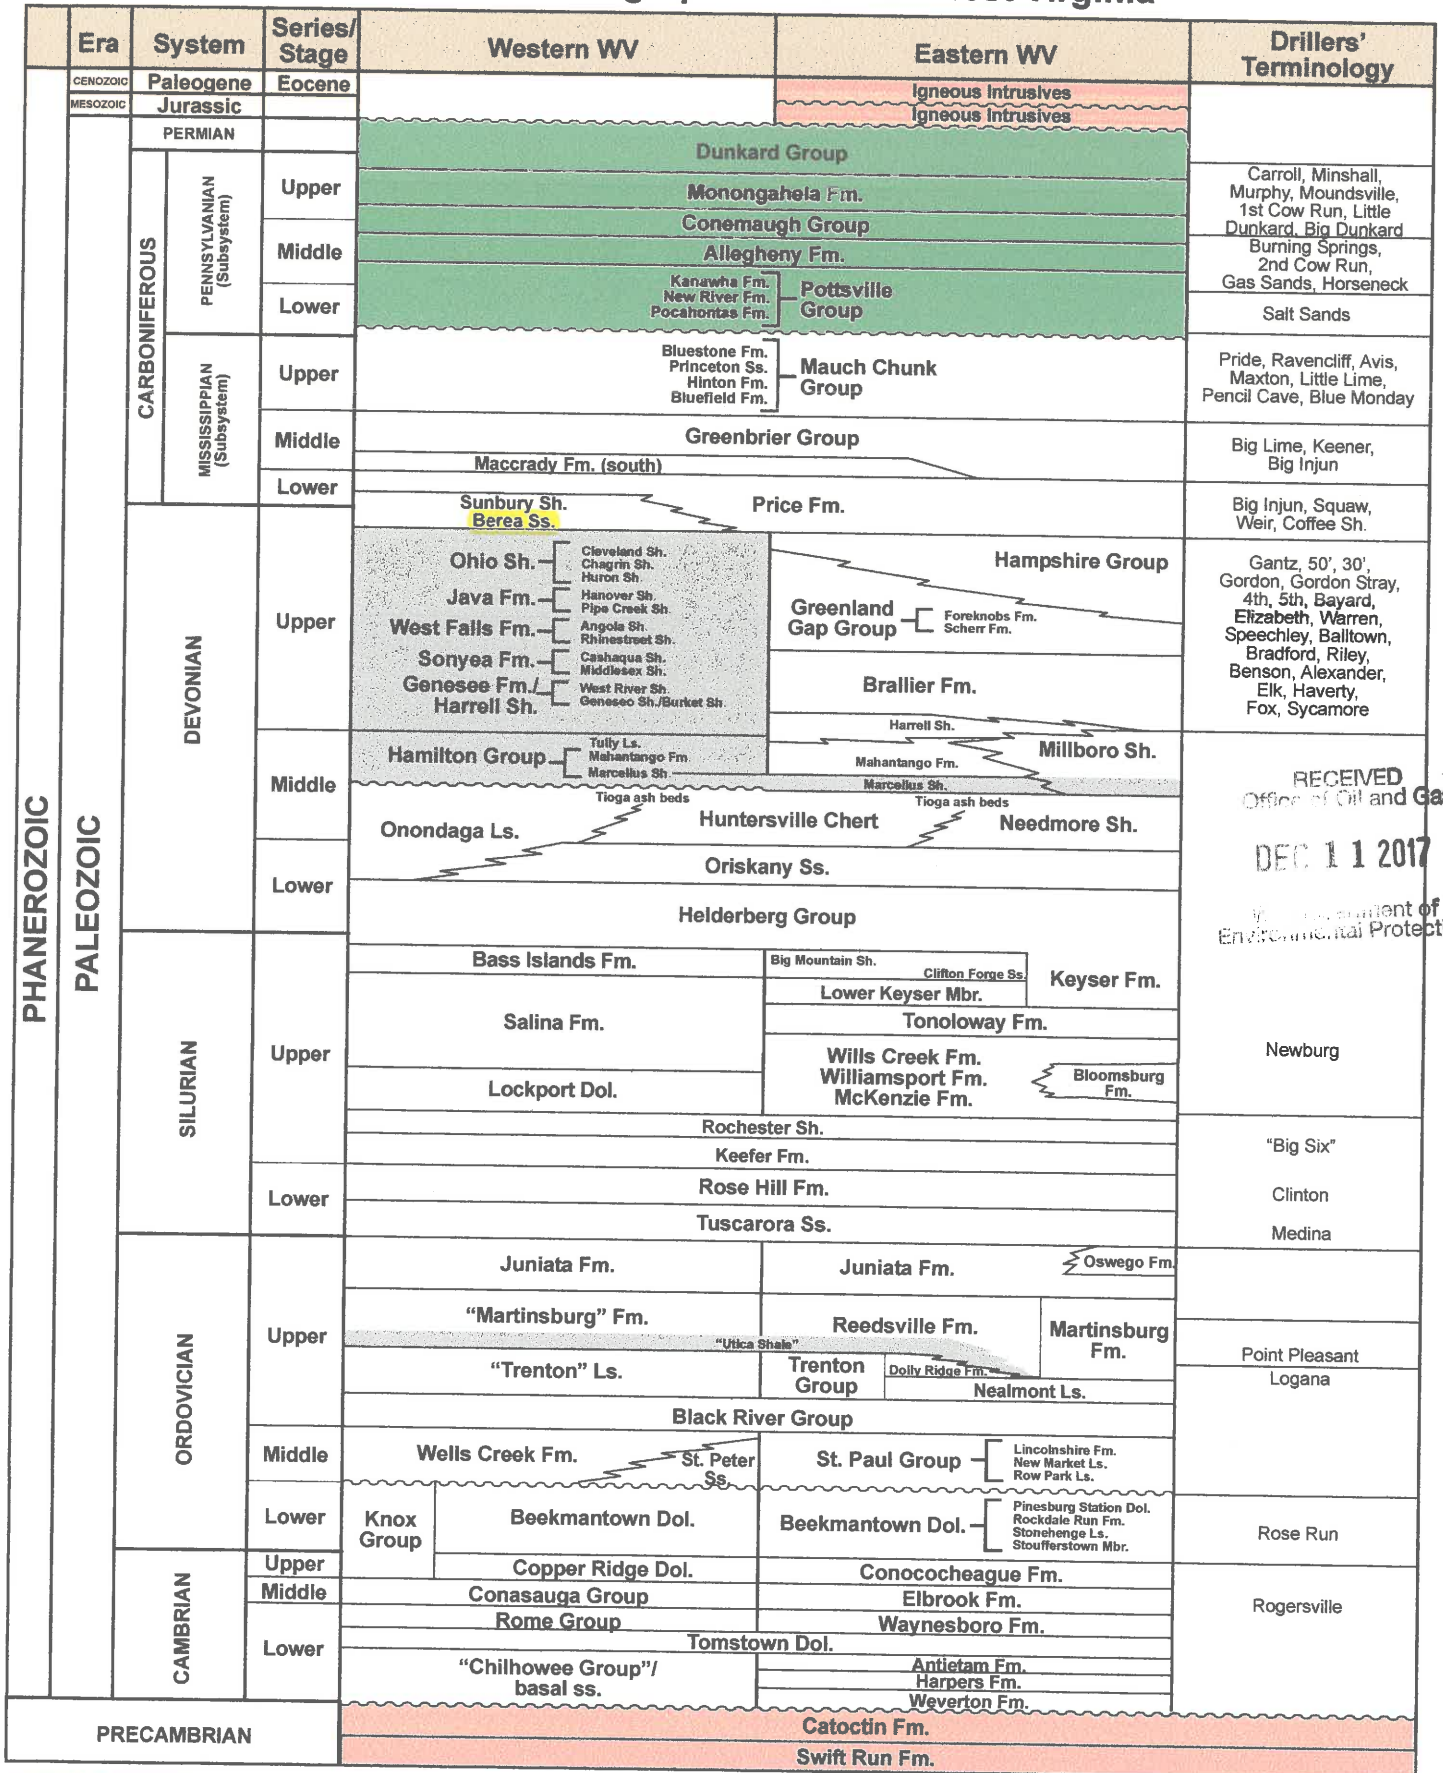 Era
System
Series/
Stage
Western WV
Eastern WV
Drillers'
Terminology
CENOZOIC
Paleogene
Eocene
Igneous Intrusives
MESOZOIC
Jurassic
Igneous Intrusives
PHANEROZOIC
PALEOZOIC
PERMIAN
Dunkard Group
CARBONIFEROUS
PENNSYLVANIAN
(Subsystem)
Upper
Monongahela Fm.
Conemaugh Group
Carroll, Minshall,
Murphy, Moundsville,
1st Cow Run, Little
Dunkard, Big Dunkard
Middle
Allegheny Fm.
Burning Springs,
2nd Cow Run,
Gas Sands, Horseneck
Lower
Kanawha Fm.
New River Fm.
Pocahontas Fm.
Pottsville
Group
Salt Sands
MISSISSIPPIAN
(Subsystem)
Upper
Bluestone Fm.
Princeton Ss.
Hinton Fm.
Bluefield Fm.
Mauch Chunk
Group
Pride, Ravencliff, Avis,
Maxton, Little Lime,
Pencil Cave, Blue Monday
Middle
Greenbrier Group
Maccrady Fm. (south)
Big Lime, Keener,
Big Injun
Lower
Sunbury Sh.
Berea Ss.
Price Fm.
Big Injun, Squaw,
Weir, Coffee Sh.
DEVONIAN
Upper
Ohio Sh.
Cleveland Sh.
Chagrin Sh.
Huron Sh.
Java Fm.
Hanover Sh.
Pipe Creek Sh.
West Falls Fm.
Angola Sh.
Rhinestreet Sh.
Sonyea Fm.
Cashaqua Sh.
Middlesex Sh.
Genesee Fm./
Harrell Sh.
West River Sh.
Geneseo Sh./Burket Sh.
Hampshire Group
Greenland
Gap Group
Foreknobs Fm.
Scherr Fm.
Brallier Fm.
Harrell Sh.
Gantz, 50', 30',
Gordon, Gordon Stray,
4th, 5th, Bayard,
Elizabeth, Warren,
Speechley, Balltown,
Bradford, Riley,
Benson, Alexander,
Elk, Haverty,
Fox, Sycamore
Middle
Hamilton Group
Tully Ls.
Mahantango Fm.
Marcellus Sh.
Millboro Sh.
Mahantango Fm.
Marcellus Sh.
Tioga ash beds
Tioga ash beds
Onondaga Ls.
Huntersville Chert
Needmore Sh.
RECEIVED
Office of Oil and Ga
DEC 1 1 2017
Environmental Protect
Lower
Oriskany Ss.
Helderberg Group
SILURIAN
Upper
Bass Islands Fm.
Big Mountain Sh.
Clifton Forge Ss.
Lower Keyser Mbr.
Keyser Fm.
Salina Fm.
Tonoloway Fm.
Lockport Dol.
Wills Creek Fm.
Williamsport Fm.
McKenzie Fm.
Bloomsburg
Fm.
Newburg
Rochester Sh.
Keefer Fm.
"Big Six"
Lower
Rose Hill Fm.
Clinton
Tuscarora Ss.
Medina
ORDOVICIAN
Upper
Juniata Fm.
Juniata Fm.
Oswego Fm.
"Martinsburg" Fm.
Reedsville Fm.
Martinsburg
Fm.
"Utica Shale"
Point Pleasant
"Trenton" Ls.
Trenton
Group
Dolly Ridge Fm.
Nealmont Ls.
Logana
Black River Group
Middle
Wells Creek Fm.
St. Peter
Ss.
St. Paul Group
Lincolnshire Fm.
New Market Ls.
Row Park Ls.
Lower
Knox
Group
Beekmantown Dol.
Beekmantown Dol.
Pinesburg Station Dol.
Rockdale Run Fm.
Stonehenge Ls.
Stoufferstown Mbr.
Rose Run
CAMBRIAN
Upper
Copper Ridge Dol.
Conococheague Fm.
Middle
Conasauga Group
Elbrook Fm.
Rogersville
Lower
Rome Group
Waynesboro Fm.
Tomstown Dol.
"Chilhowee Group"/
basal ss.
Antietam Fm.
Harpers Fm.
Weverton Fm.
PRECAMBRIAN
Catoctin Fm.
Swift Run Fm.